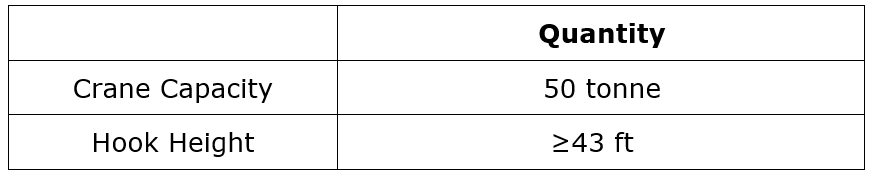 Quantity
Crane Capacity 50 tonne
Hook Height ≥43 ft